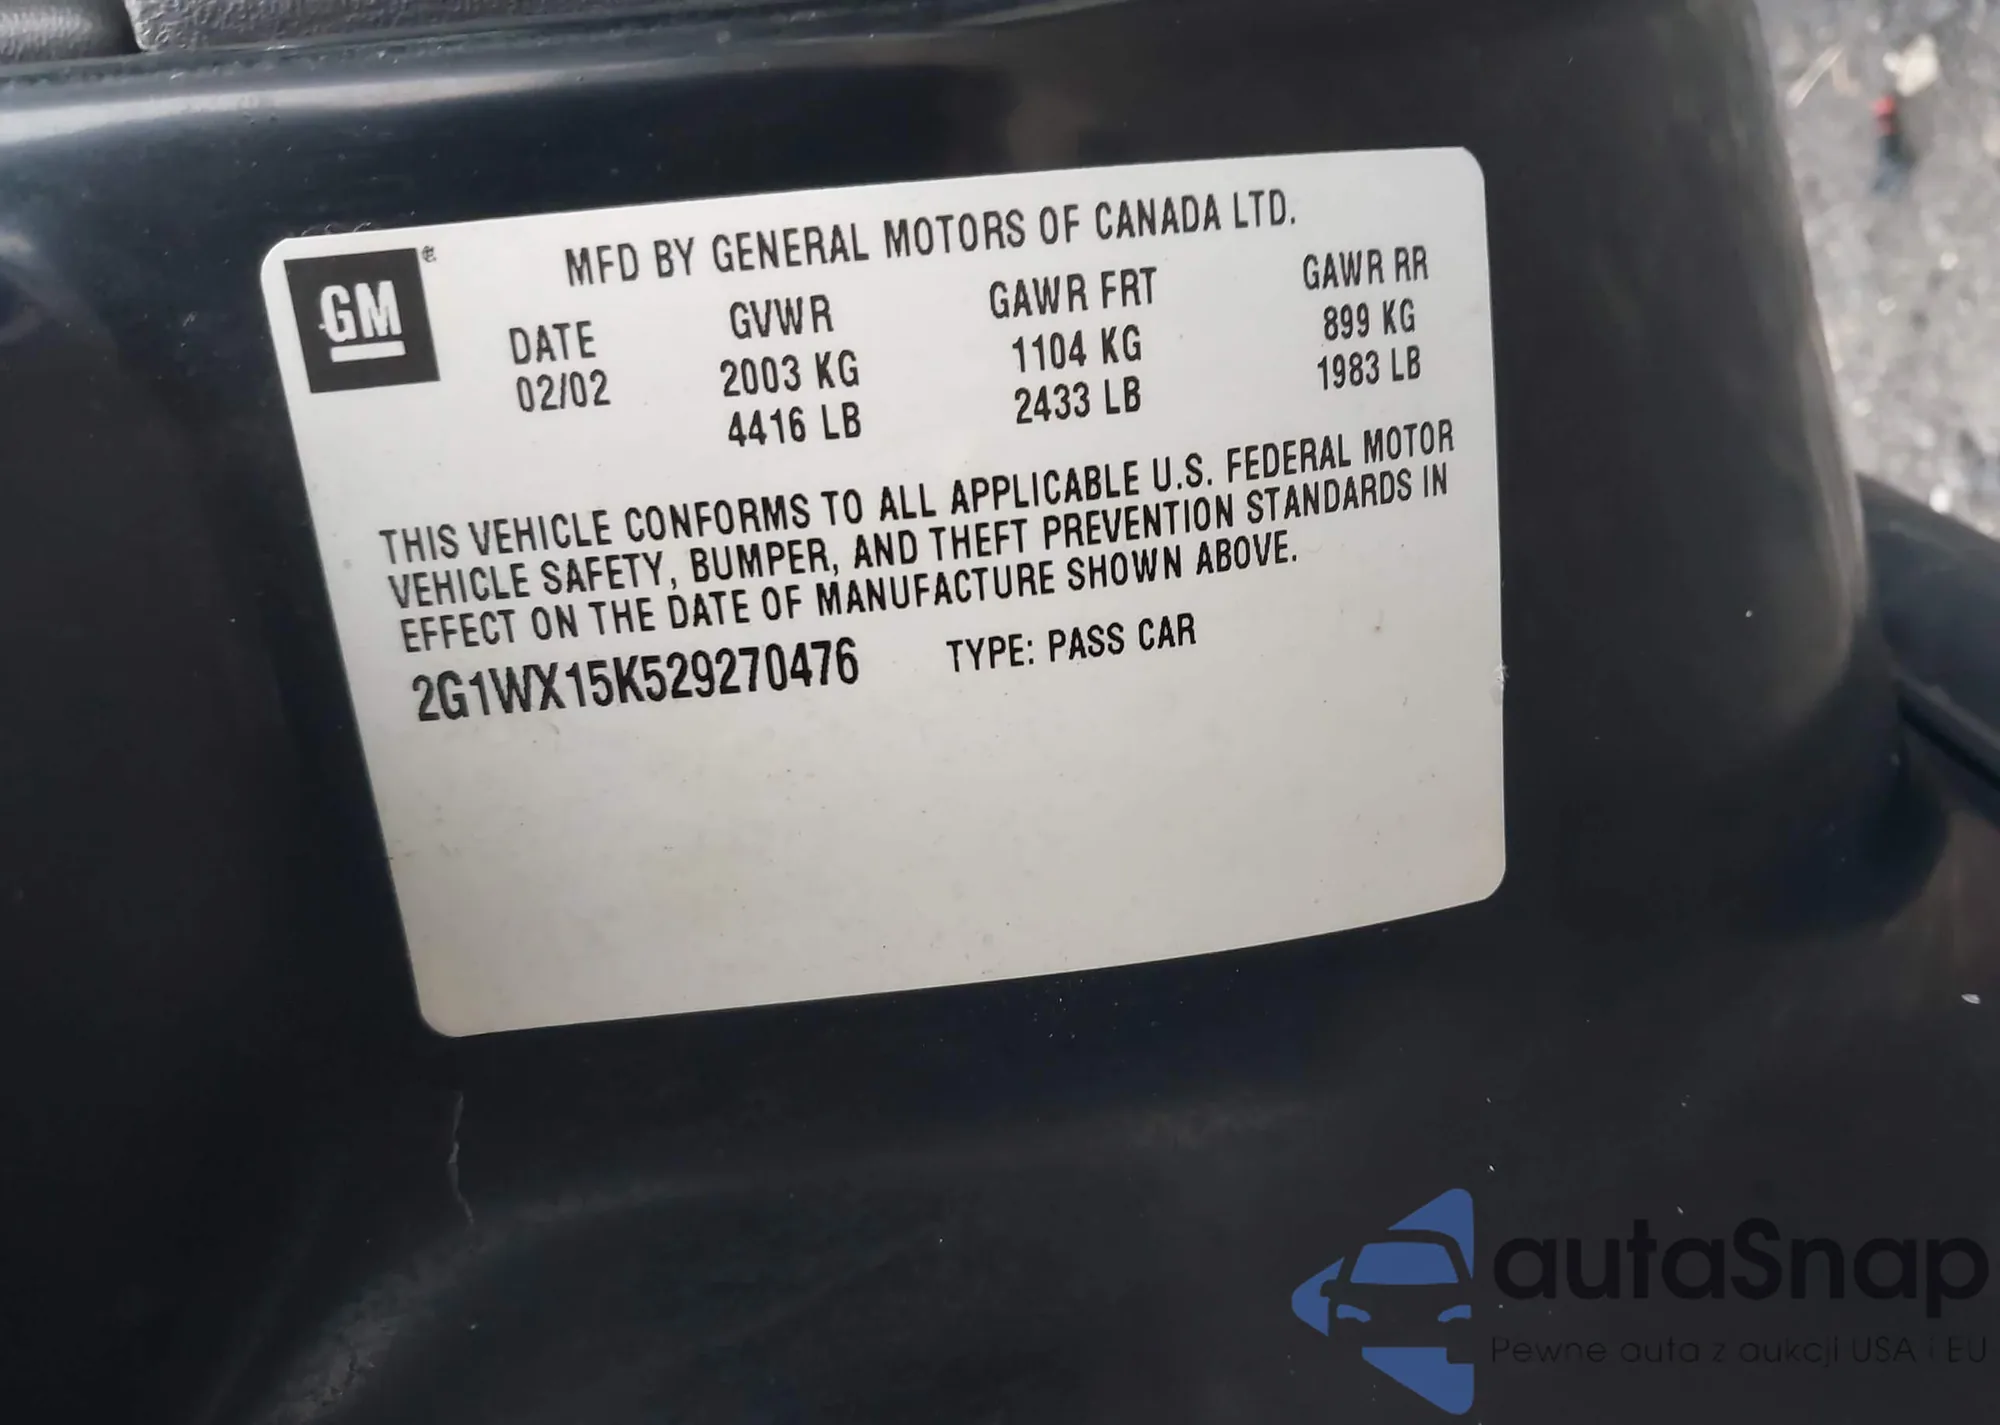 GM
MFD BY GENERAL MOTORS OF CANADA LTD.
DATE GVWR GAWR FRT GAWR RR
02/02 2003 KG 1104 KG 899 KG
4416 LB 2433 LB 1983 LB
THIS VEHICLE CONFORMS TO ALL APPLICABLE U.S. FEDERAL MOTOR
VEHICLE SAFETY, BUMPER, AND THEFT PREVENTION STANDARDS IN
EFFECT ON THE DATE OF MANUFACTURE SHOWN ABOVE.
2G1WX15K529270476 TYPE: PASS CAR
autaSnap
Pewne auta z aukcji USA i EU